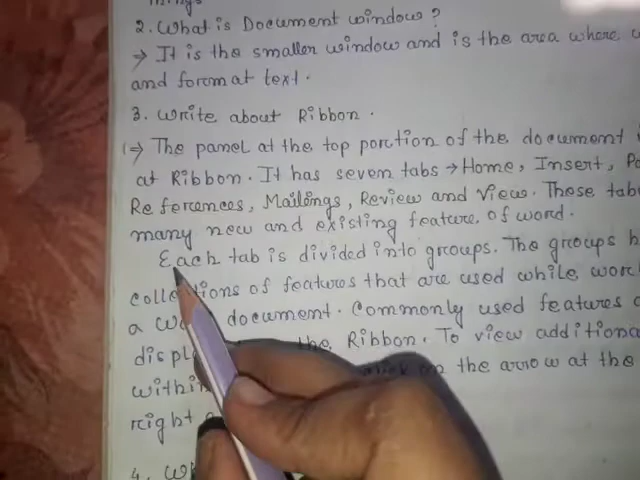 2. What is Document window?
→ It is the smaller window and is the area where
and format text.
3. Write about Ribbon.
1→ The panel at the top portion of the document
at Ribbon. It has seven tabs → Home, Insert,
References, Mailings, Review and View. These
many new and existing feature of word.
Each tab is divided into groups. The groups
collections of features that are used while
a document. Commonly used features
the Ribbon. To view
on the arrow at the
right
4.